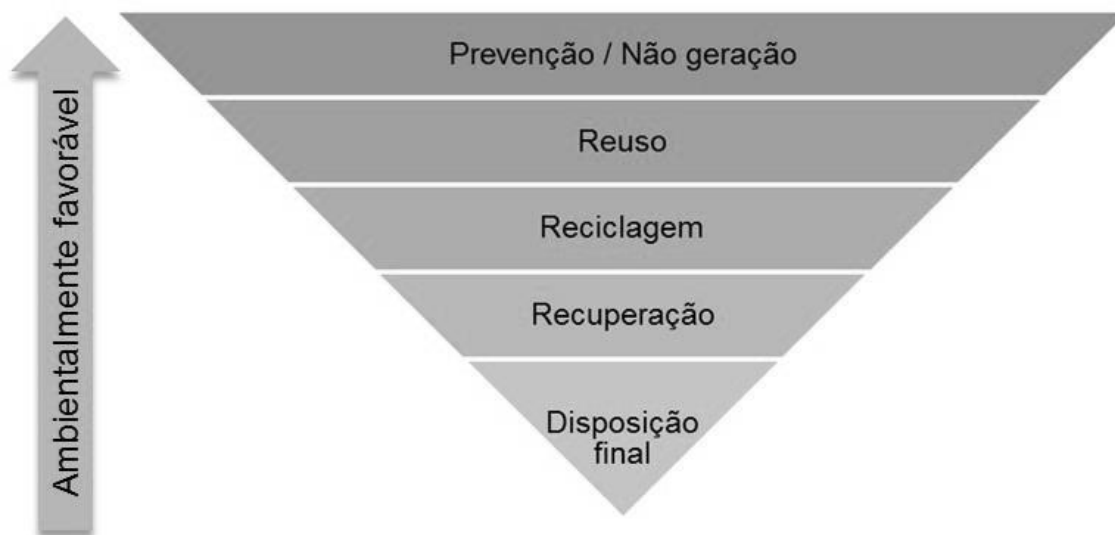 Ambientalmente favorável
Prevenção / Não geração
Reuso
Reciclagem
Recuperação
Disposição
final